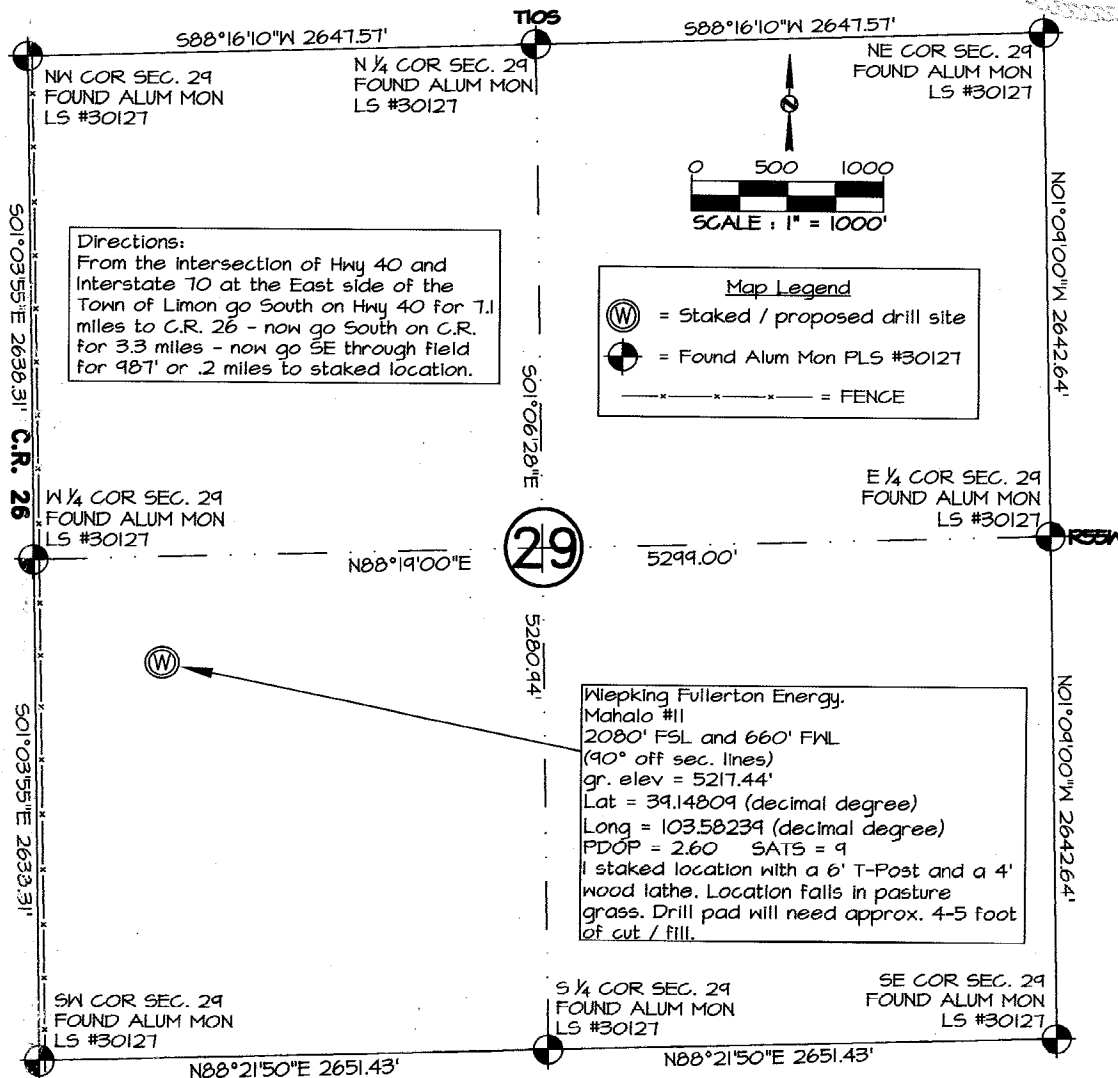 T10S
S88°16'10"W 2647.57'
S88°16'10"W 2647.57'
NW COR SEC. 29
FOUND ALUM MON
LS #30127
N 1/4 COR SEC. 29
FOUND ALUM MON
LS #30127
NE COR SEC. 29
FOUND ALUM MON
LS #30127
N
0 500 1000
SCALE : 1" = 1000'
S01°03'55"E 2638.31'
C.R. 26
Directions:
From the intersection of Hwy 40 and
Interstate 70 at the East side of the
Town of Limon go South on Hwy 40 for 7.1
miles to C.R. 26 - now go South on C.R.
for 3.3 miles - now go SE through field
for 987' or .2 miles to staked location.
Map Legend
W = Staked / proposed drill site
= Found Alum Mon PLS #30127
= FENCE
N01°09'00"W 2642.64'
S01°06'28"E
W 1/4 COR SEC. 29
FOUND ALUM MON
LS #30127
E 1/4 COR SEC. 29
FOUND ALUM MON
LS #30127
R55W
N88°19'00"E
29
5299.00'
5280.94'
W
S01°03'55"E 2633.31'
Wiepking Fullerton Energy.
Mahalo #11
2080' FSL and 660' FWL
(90° off sec. lines)
gr. elev = 5217.44'
Lat = 39.14809 (decimal degree)
Long = 103.58239 (decimal degree)
PDOP = 2.60 SATS = 9
I staked location with a 6' T-Post and a 4'
wood lathe. Location falls in pasture
grass. Drill pad will need approx. 4-5 foot
of cut / fill.
N01°09'00"W 2642.64'
SW COR SEC. 29
FOUND ALUM MON
LS #30127
S 1/4 COR SEC. 29
FOUND ALUM MON
LS #30127
SE COR SEC. 29
FOUND ALUM MON
LS #30127
N88°21'50"E 2651.43'
N88°21'50"E 2651.43'